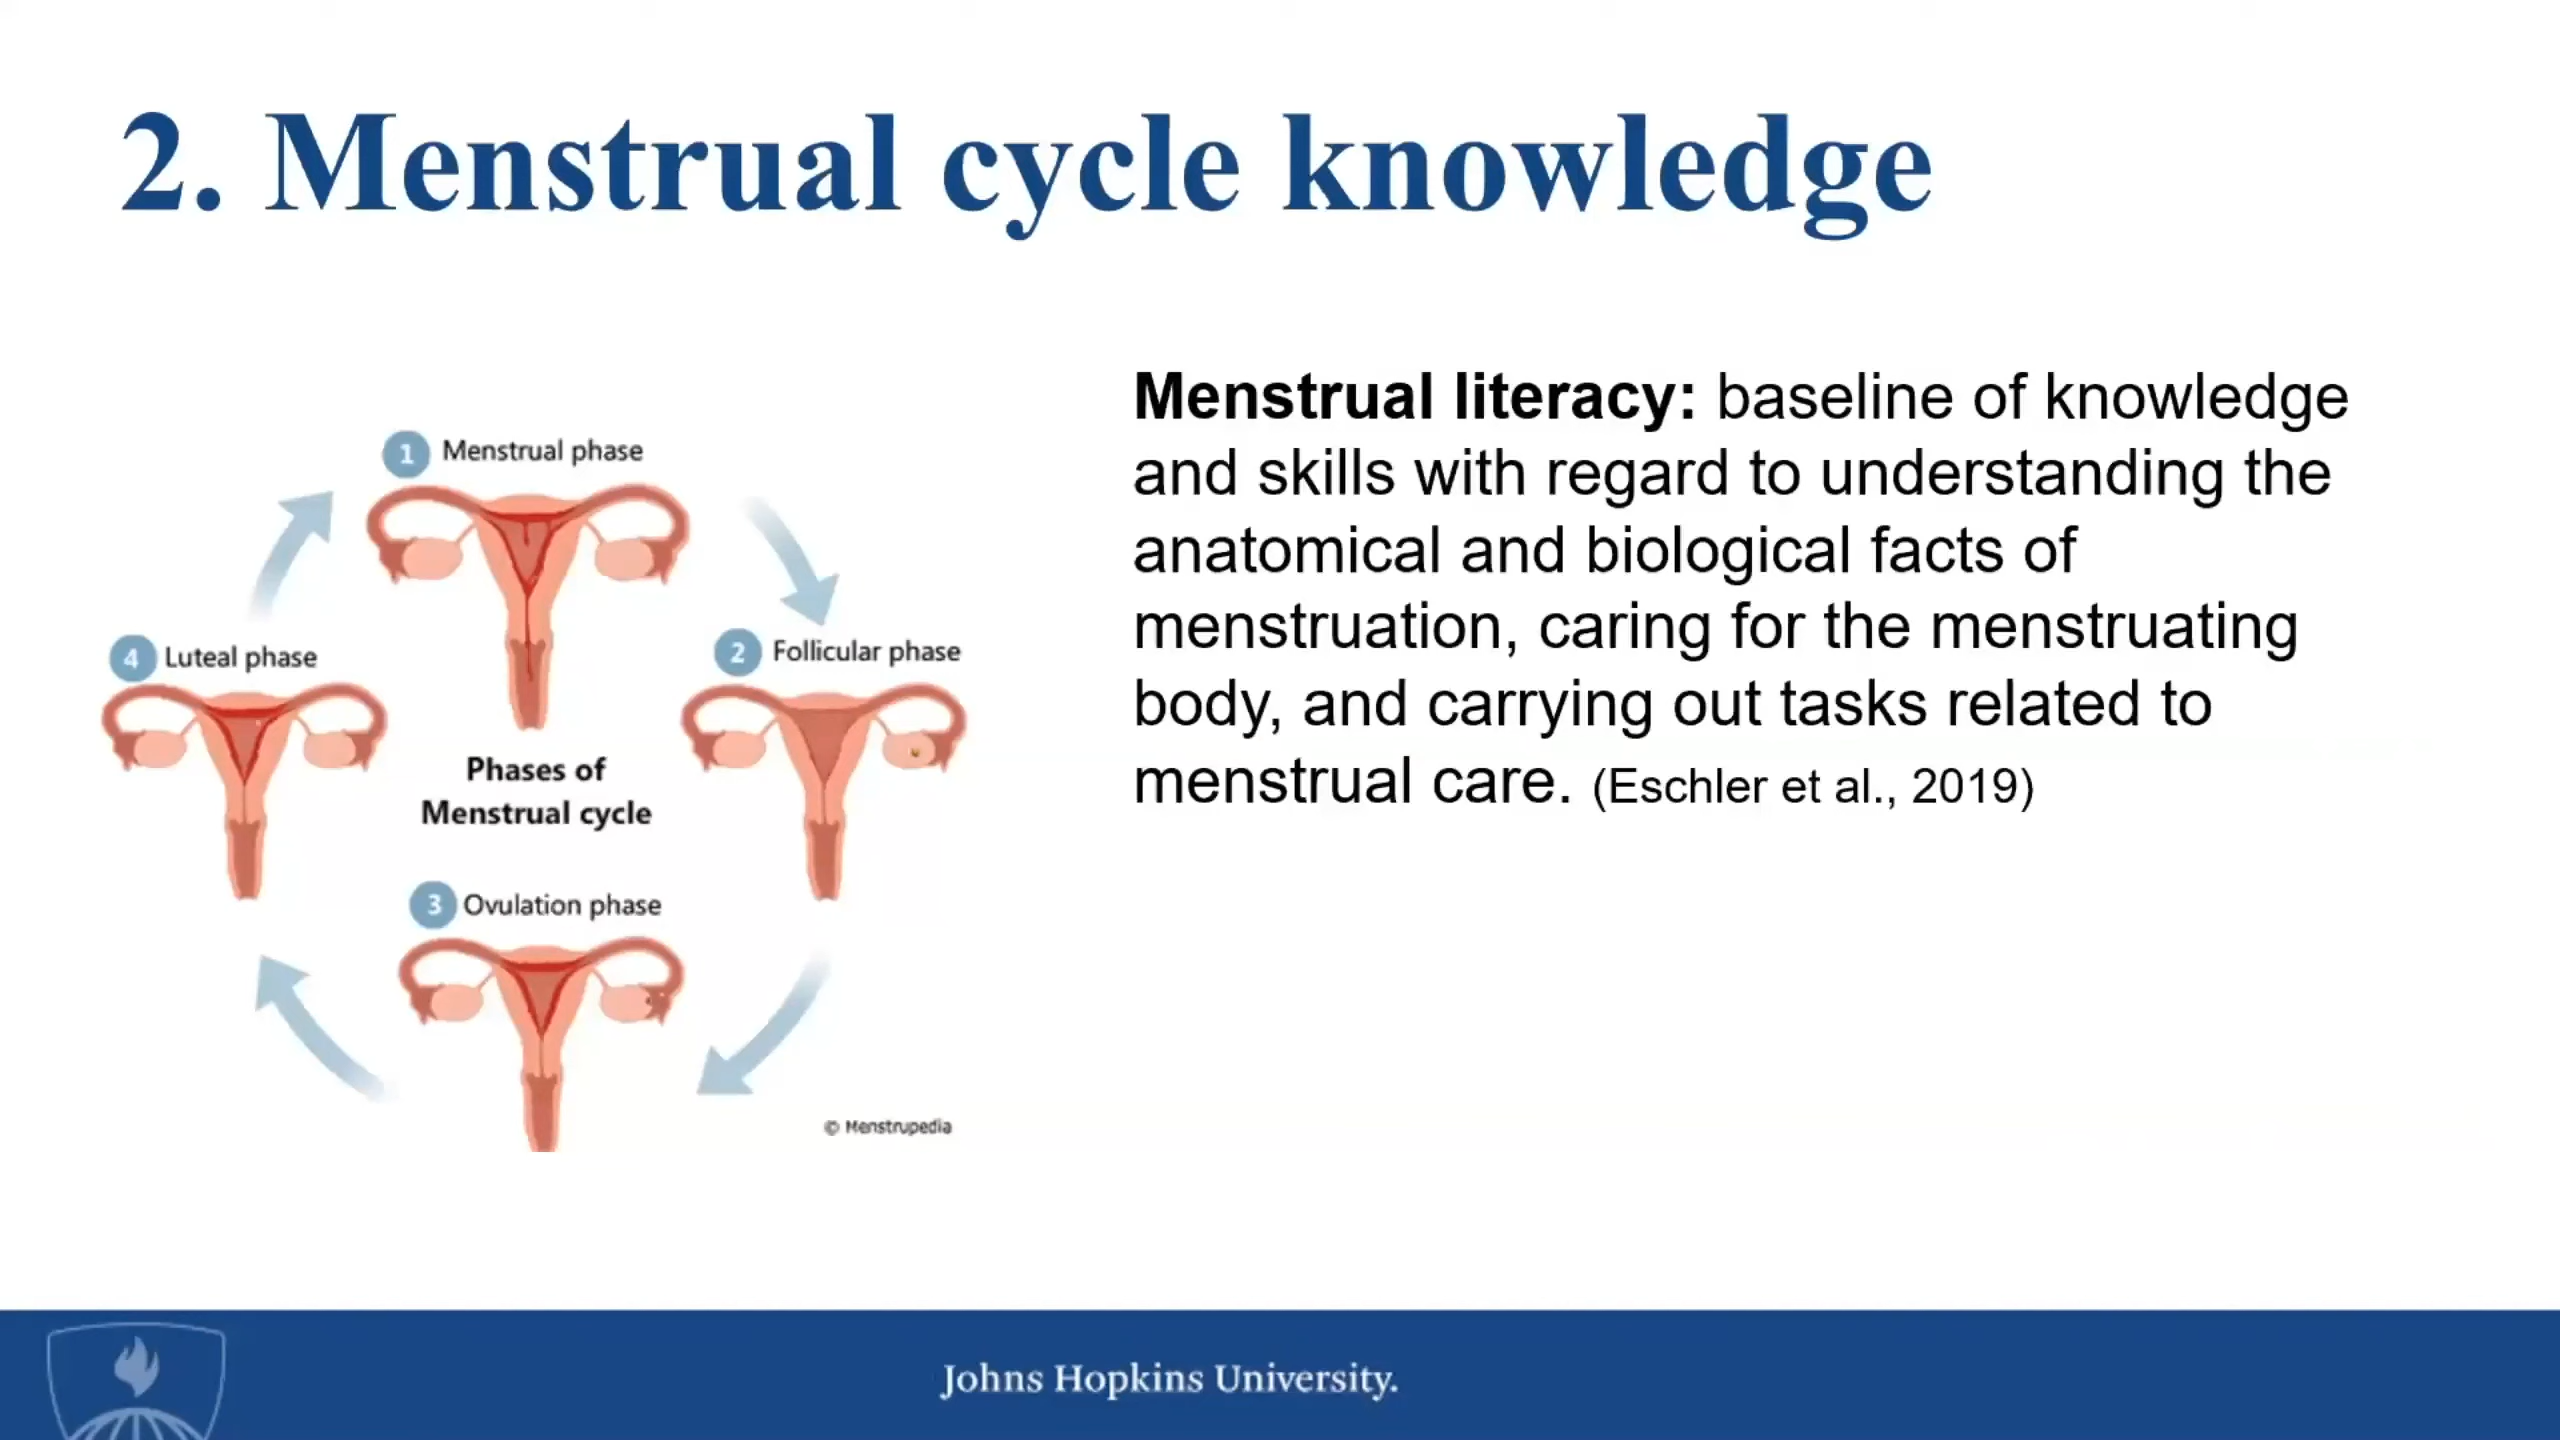 2. Menstrual cycle knowledge
1 Menstrual phase
2 Follicular phase
3 Ovulation phase
4 Luteal phase
Phases of
Menstrual cycle
© Menstrupedia
Menstrual literacy: baseline of knowledge
and skills with regard to understanding the
anatomical and biological facts of
menstruation, caring for the menstruating
body, and carrying out tasks related to
menstrual care. (Eschler et al., 2019)
Johns Hopkins University.